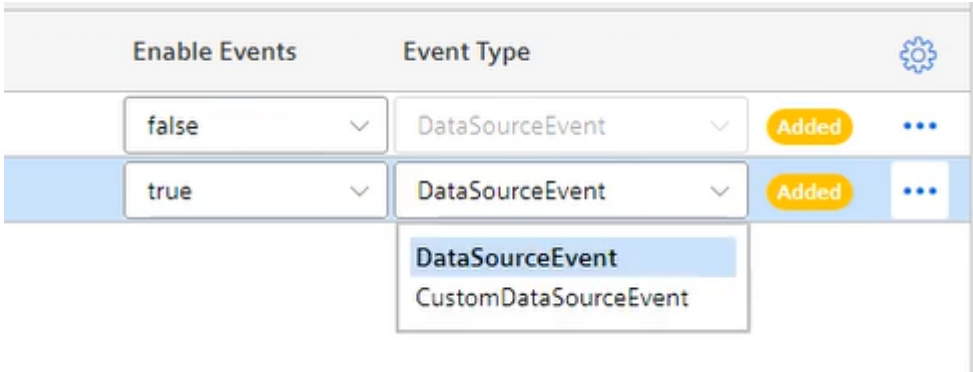 Enable Events Event Type
false DataSourceEvent Added
true DataSourceEvent Added
DataSourceEvent
CustomDataSourceEvent